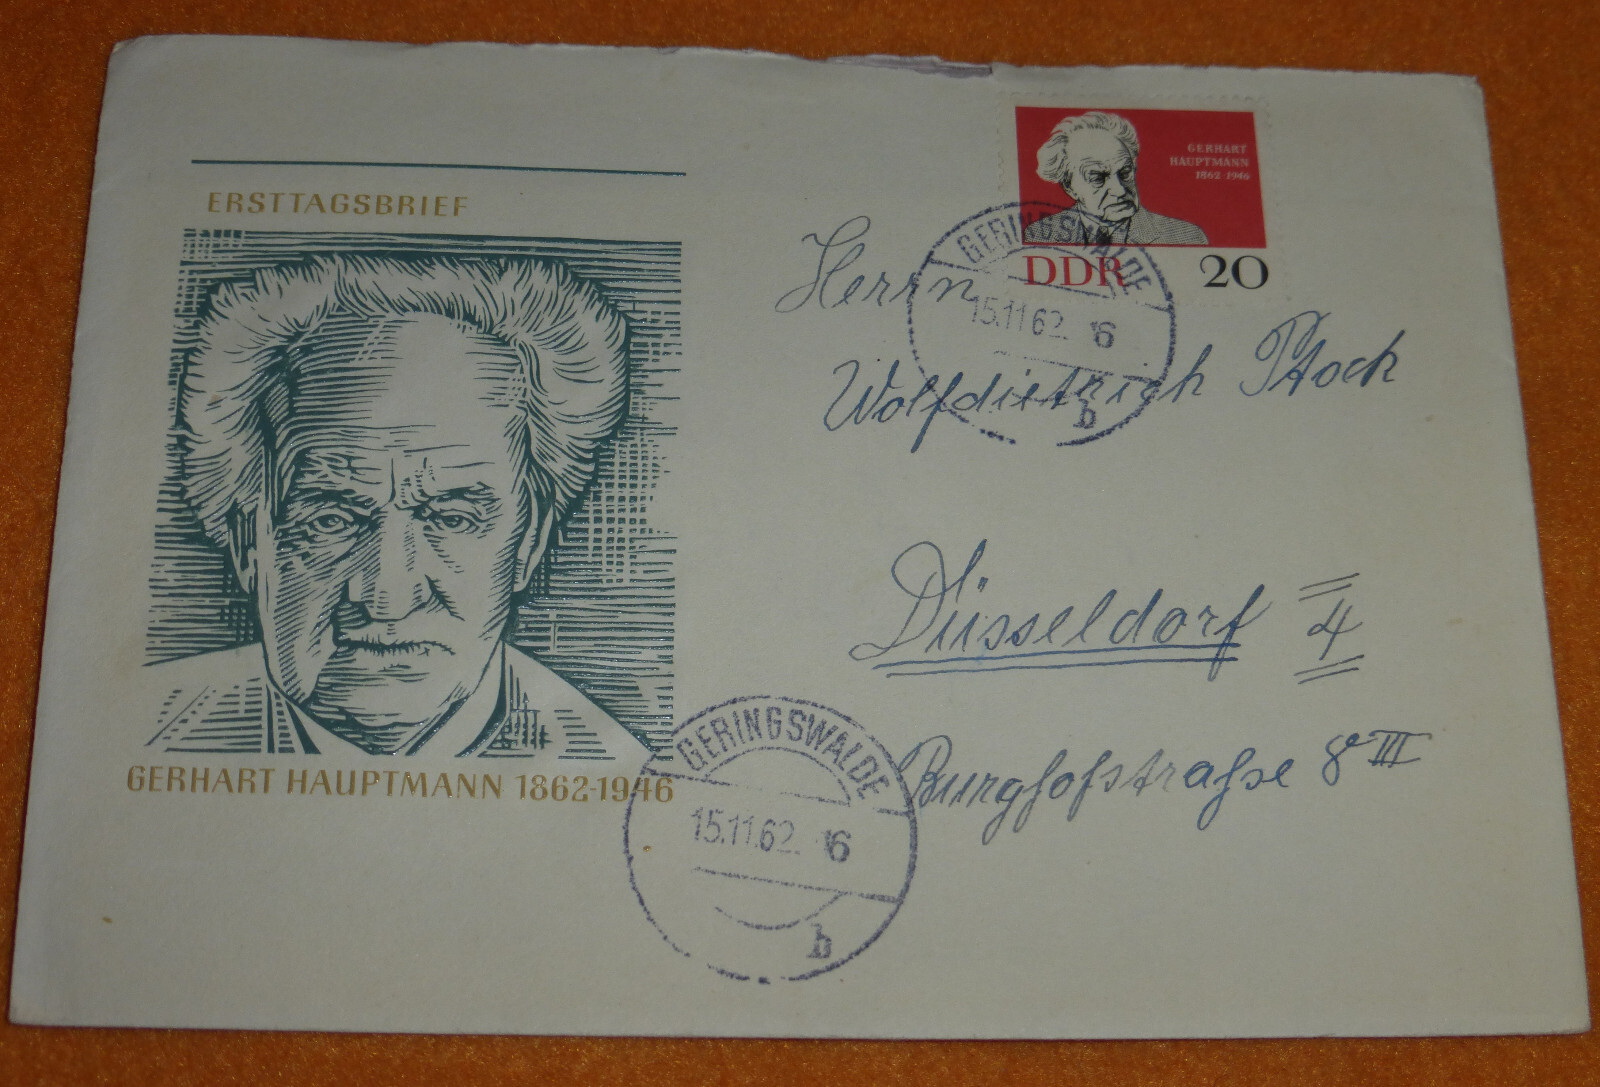 ERSTTAGSBRIEF
GERHART HAUPTMANN 1862-1946
GERHART
HAUPTMANN
1862-1946
DDR 20
GERINGSWALDE
15.11.62. 16
b
Herrn
Wolfdietrich
Düsseldorf 4
Burghofstraße 8 III
GERINGSWALDE
15.11.62. 16
b